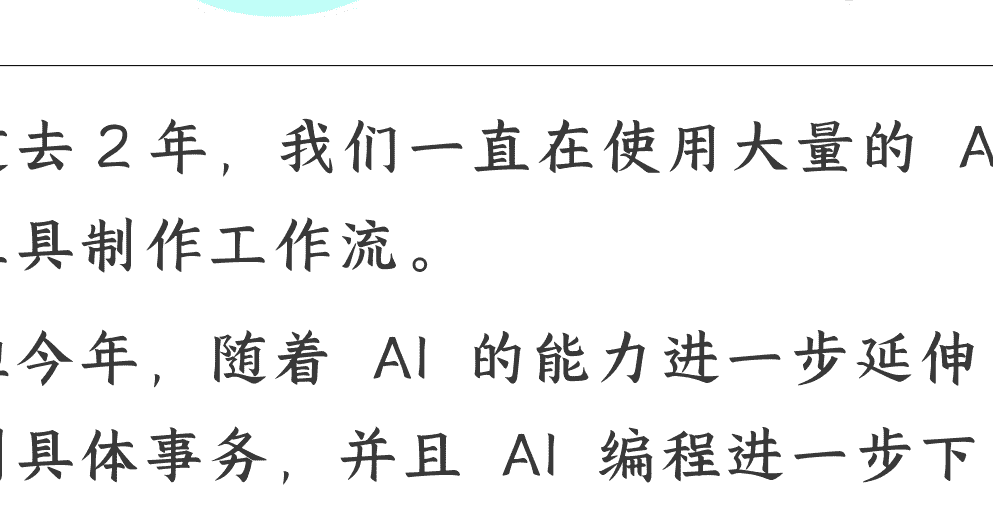 去 2 年，我们一直在使用大量的 A
具制作工作流。
今年，随着 AI 的能力进一步延伸
具体事务，并且 AI 编程进一步下